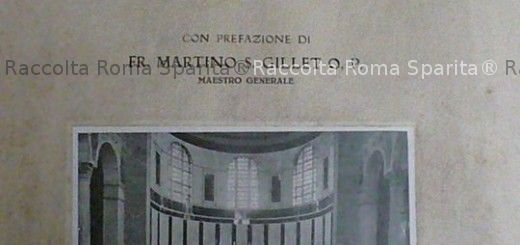 CON PREFAZIONE DI
FR. MARTINO S. GILLET O. P.
Raccolta Roma Sparita® Raccolta Roma Sparita®
MAESTRO GENERALE